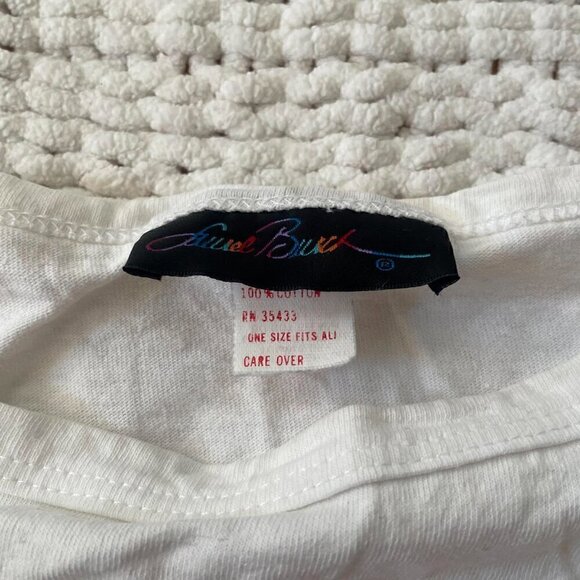 Laurel Burch ®
100% COTTON
RN 35433
ONE SIZE FITS ALL
CARE OVER